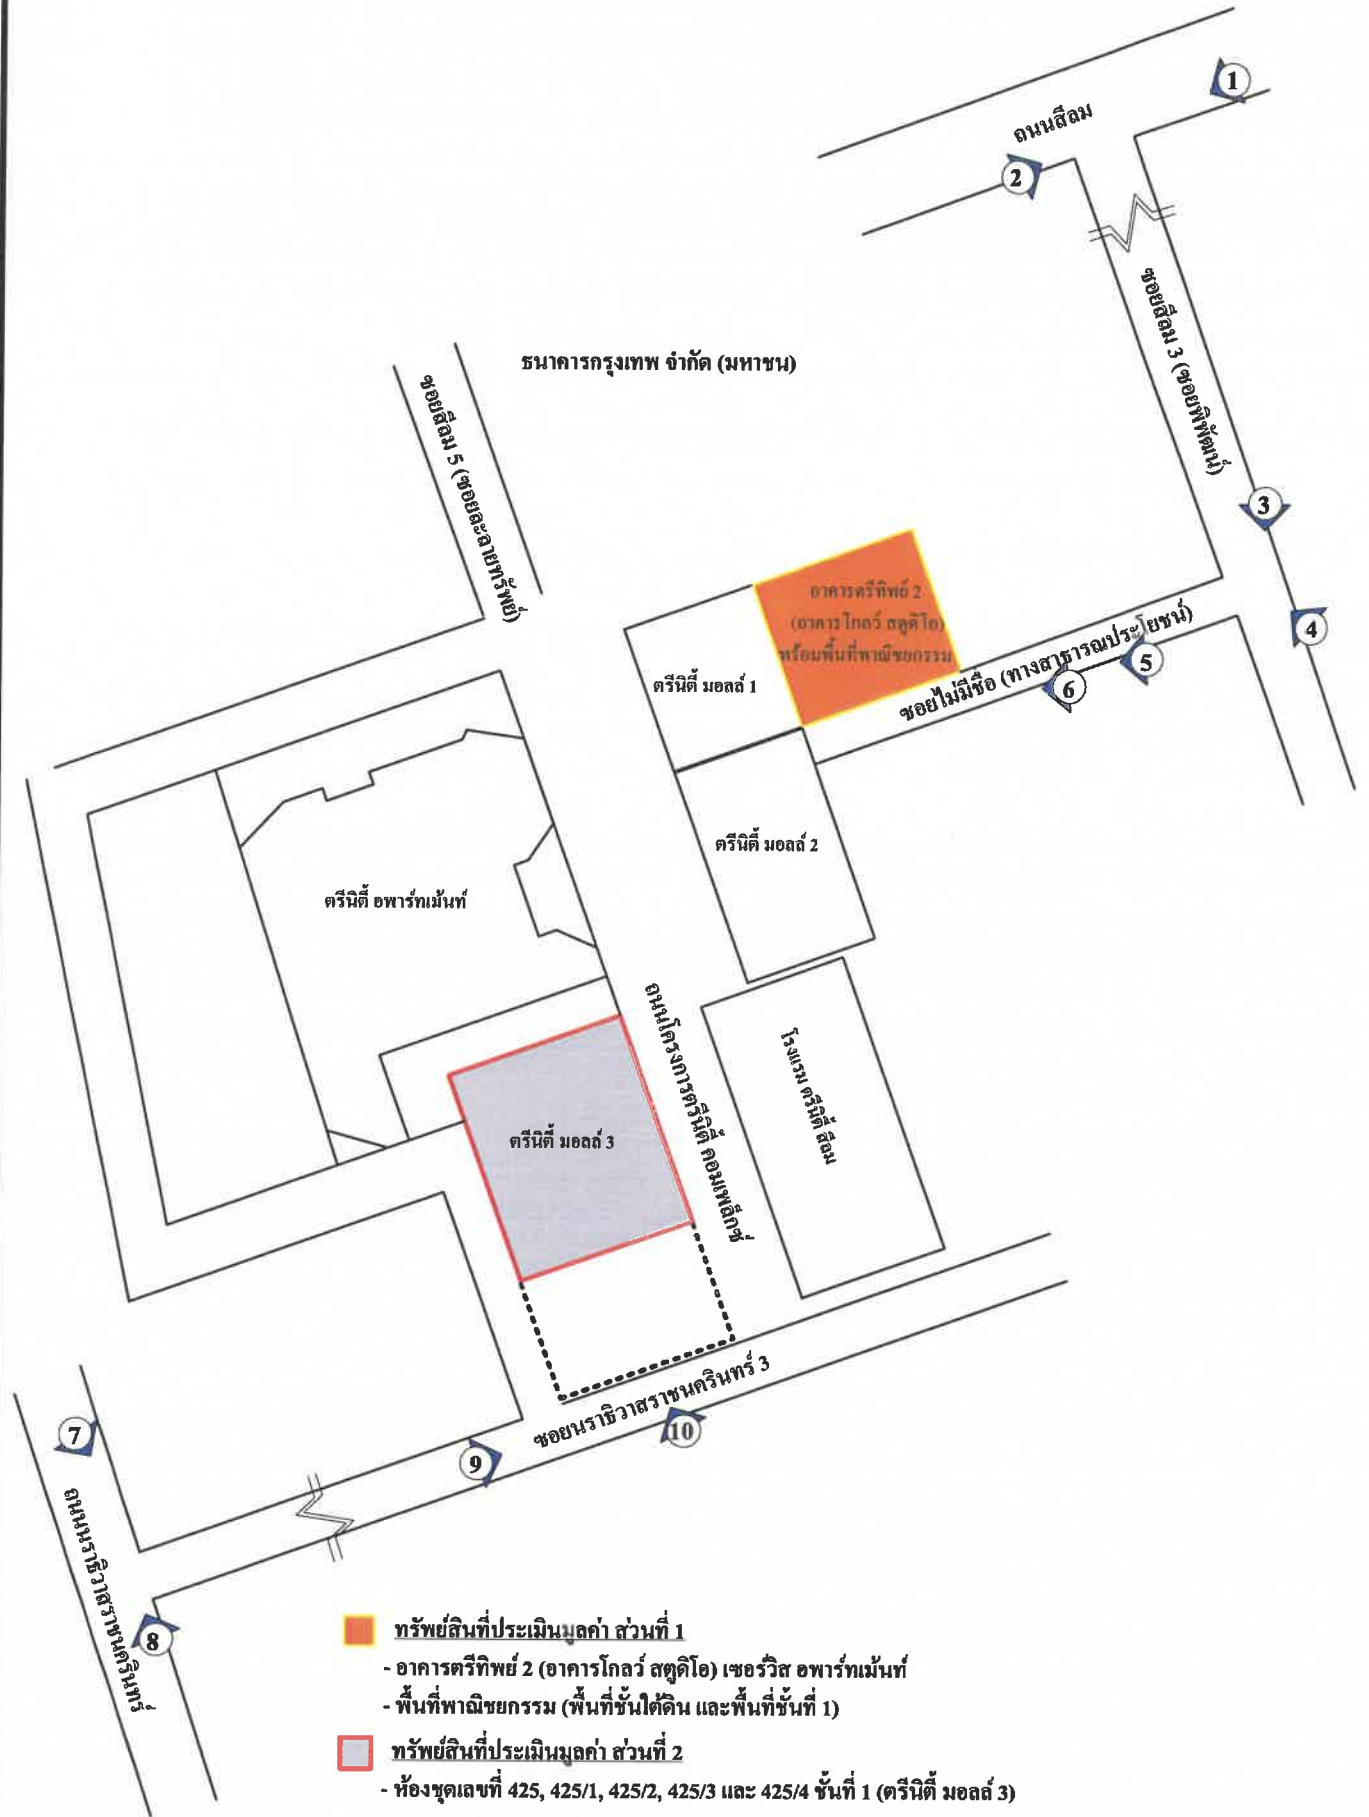 1
ถนนสีลม
2
ซอยสีลม 3 (ซอยพิพัฒน์)
ธนาคารกรุงเทพ จำกัด (มหาชน)
ซอยสีลม 5 (ซอยละลายทรัพย์)
3
อาคารตรีทิพย์ 2
(อาคารโกลว์ สตูดิโอ)
พร้อมพื้นที่พาณิชยกรรม
4
ซอยไม่มีชื่อ (ทางสาธารณประโยชน์)
5
6
ตรีนิตี้ มอลล์ 1
ตรีนิตี้ มอลล์ 2
ตรีนิตี้ อพาร์ทเม้นท์
ถนนโครงการตรีนิตี้ คอมเพล็กซ์
โรงแรม ตรีนิตี้ สีลม
ตรีนิตี้ มอลล์ 3
ซอยนราธิวาสราชนครินทร์ 3
7
9
10
ถนนนราธิวาสราชนครินทร์
8
ทรัพย์สินที่ประเมินมูลค่า ส่วนที่ 1
- อาคารตรีทิพย์ 2 (อาคารโกลว์ สตูดิโอ) เซอร์วิส อพาร์ทเม้นท์
- พื้นที่พาณิชยกรรม (พื้นที่ชั้นใต้ดิน และพื้นที่ชั้นที่ 1)
ทรัพย์สินที่ประเมินมูลค่า ส่วนที่ 2
- ห้องชุดเลขที่ 425, 425/1, 425/2, 425/3 และ 425/4 ชั้นที่ 1 (ตรีนิตี้ มอลล์ 3)